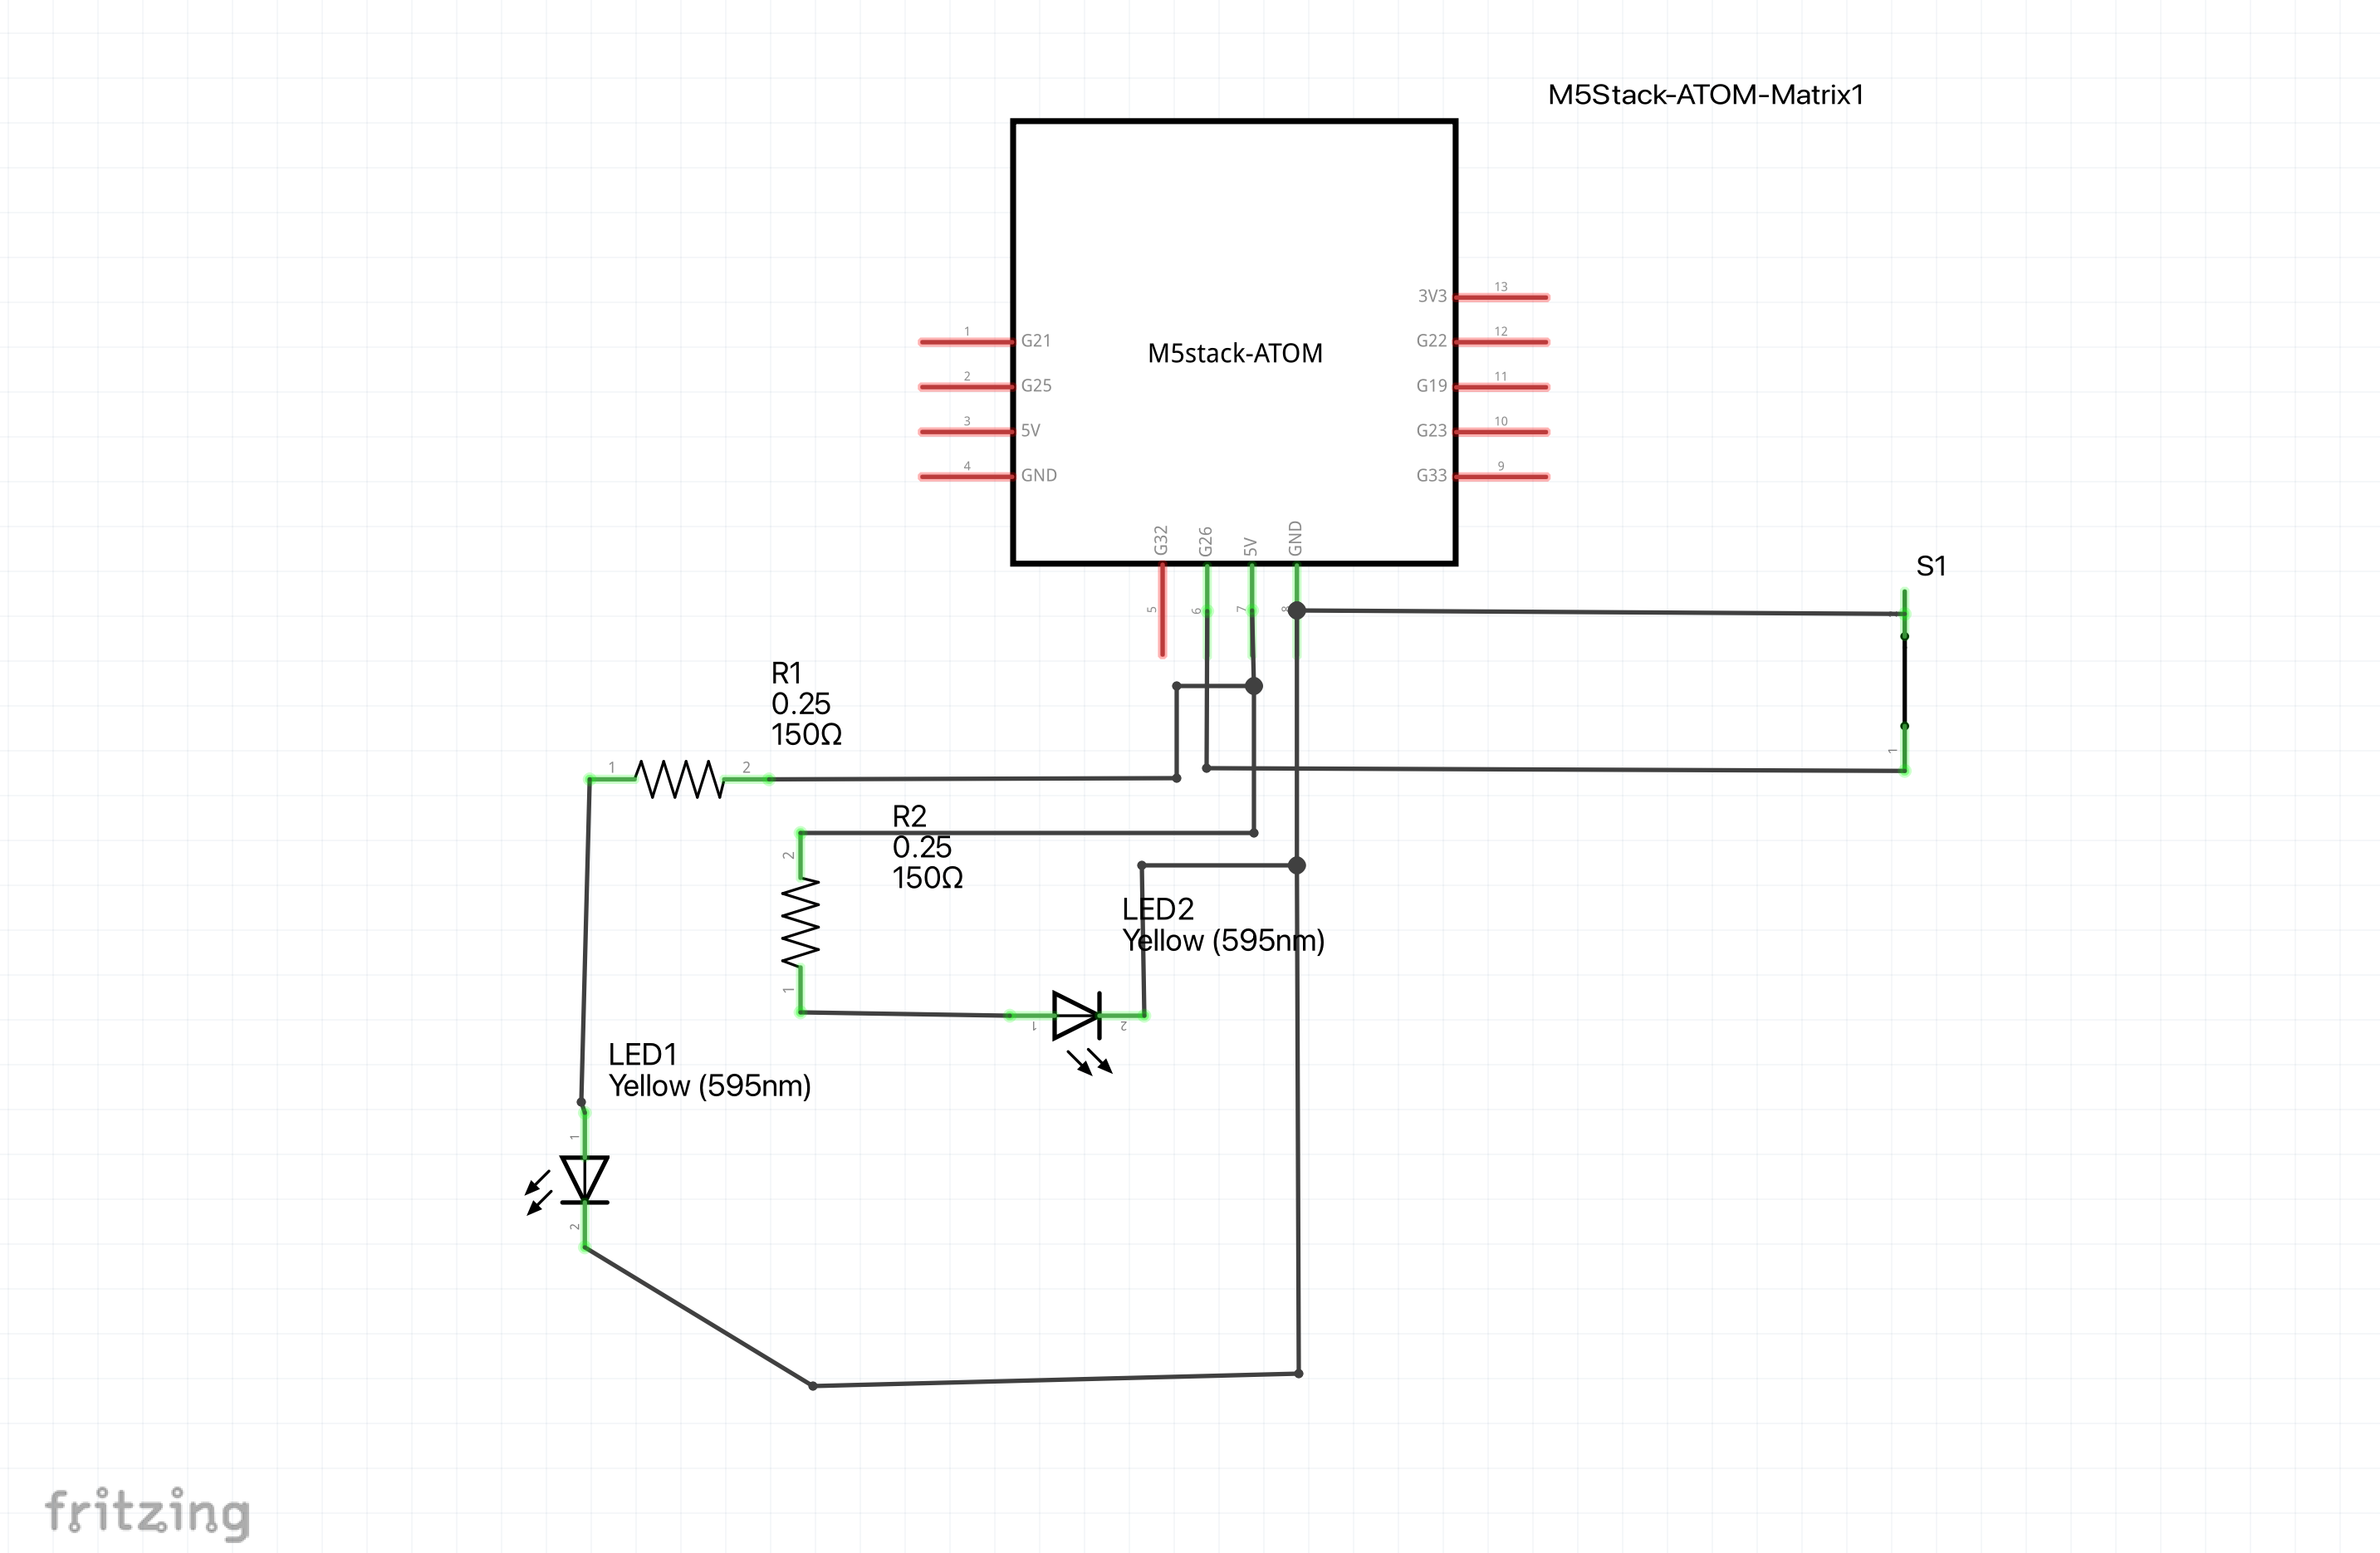 M5Stack-ATOM-Matrix1
M5stack-ATOM
3V3
13
1
G21
G22
12
2
G25
G19
11
3
5V
G23
10
4
GND
G33
9
G32
G26
5V
GND
5
6
7
8
S1
1
R1
0.25
150Ω
1
2
R2
0.25
150Ω
2
1
LED2
Yellow (595nm)
1
2
LED1
Yellow (595nm)
1
2
fritzing